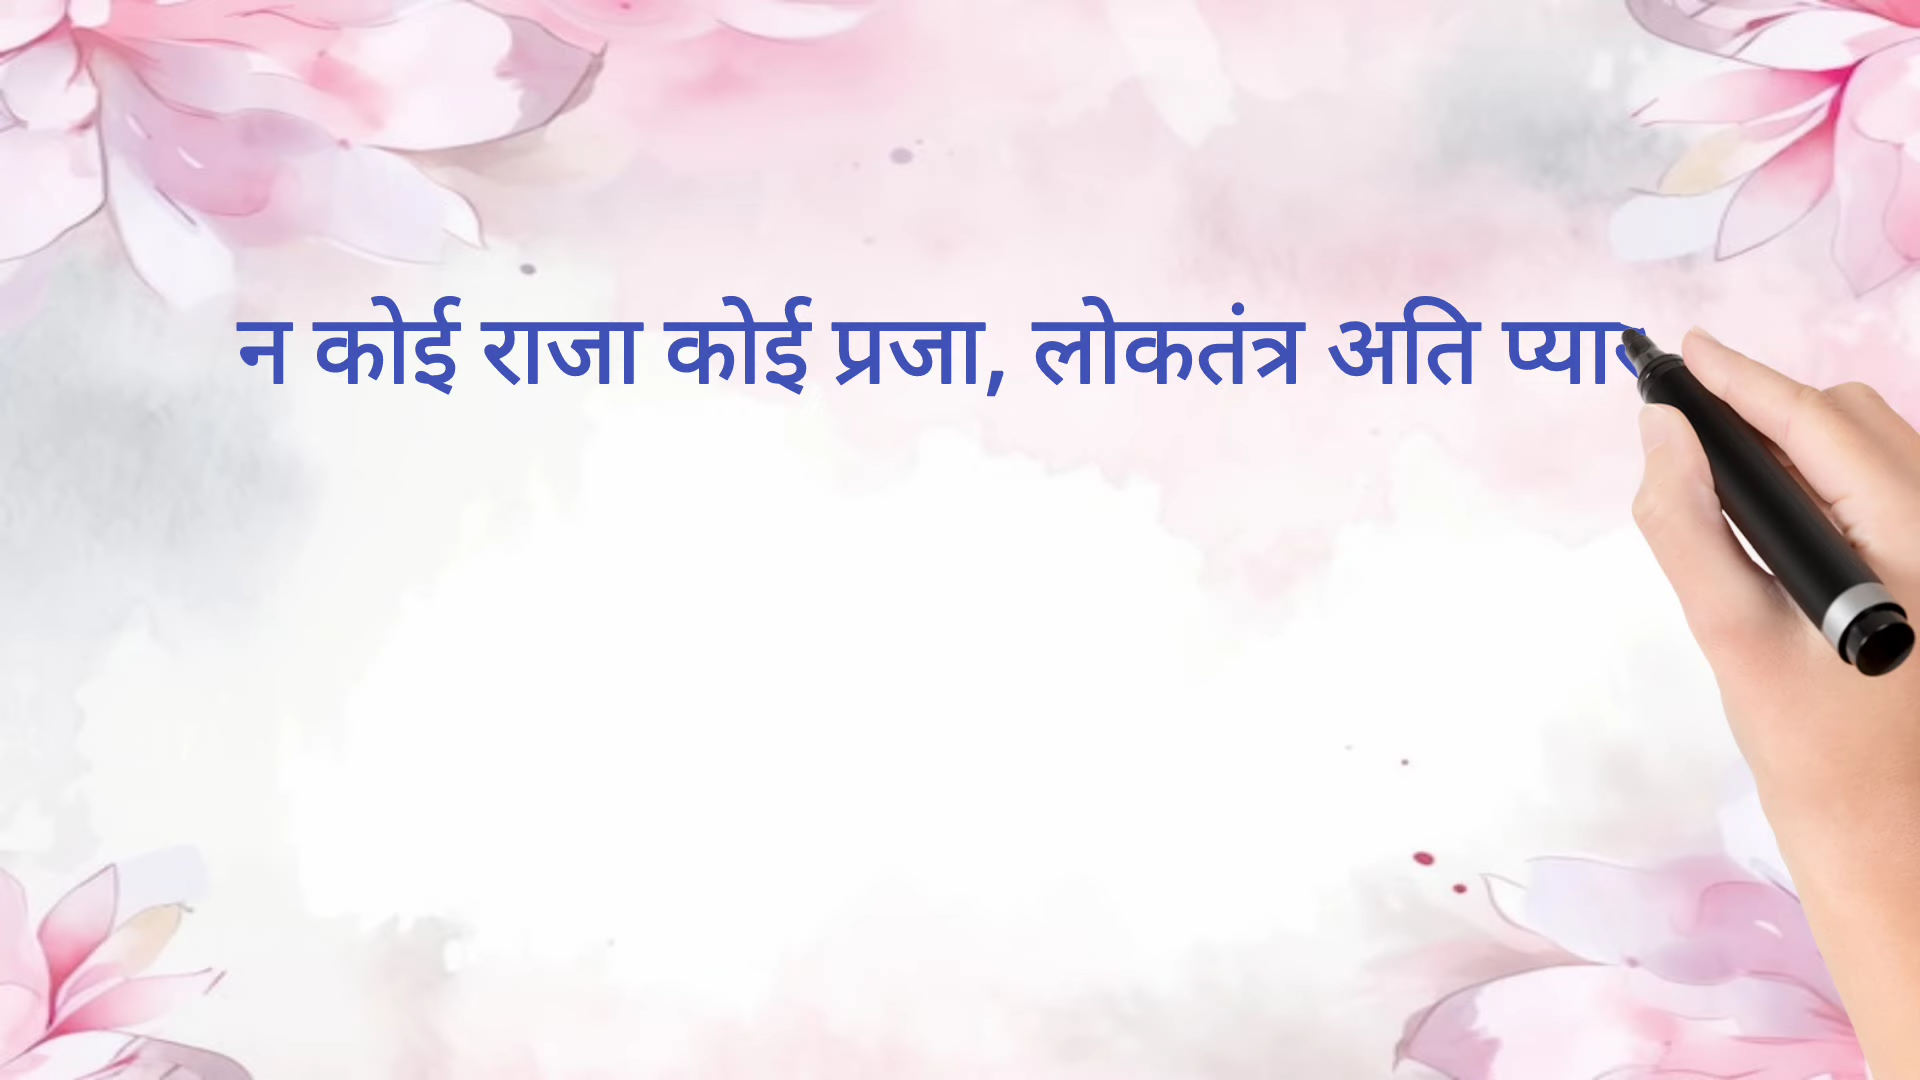 न कोई राजा कोई प्रजा, लोकतंत्र अति